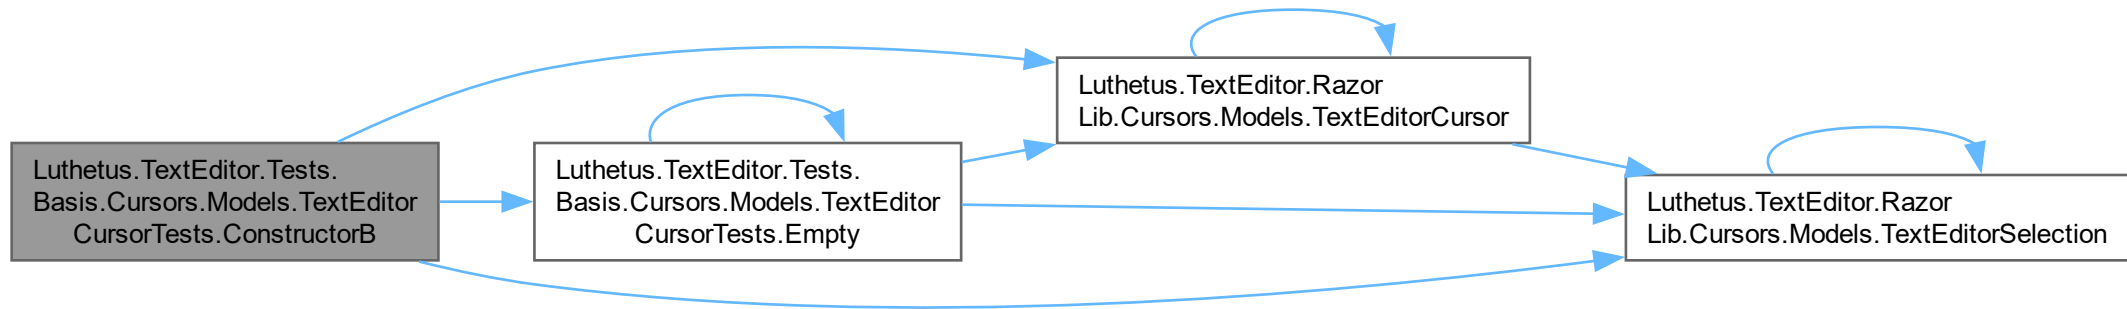 Luthetus.TextEditor.Tests.
Basis.Cursors.Models.TextEditor
CursorTests.ConstructorB
Luthetus.TextEditor.Tests.
Basis.Cursors.Models.TextEditor
CursorTests.Empty
Luthetus.TextEditor.Razor
Lib.Cursors.Models.TextEditorCursor
Luthetus.TextEditor.Razor
Lib.Cursors.Models.TextEditorSelection